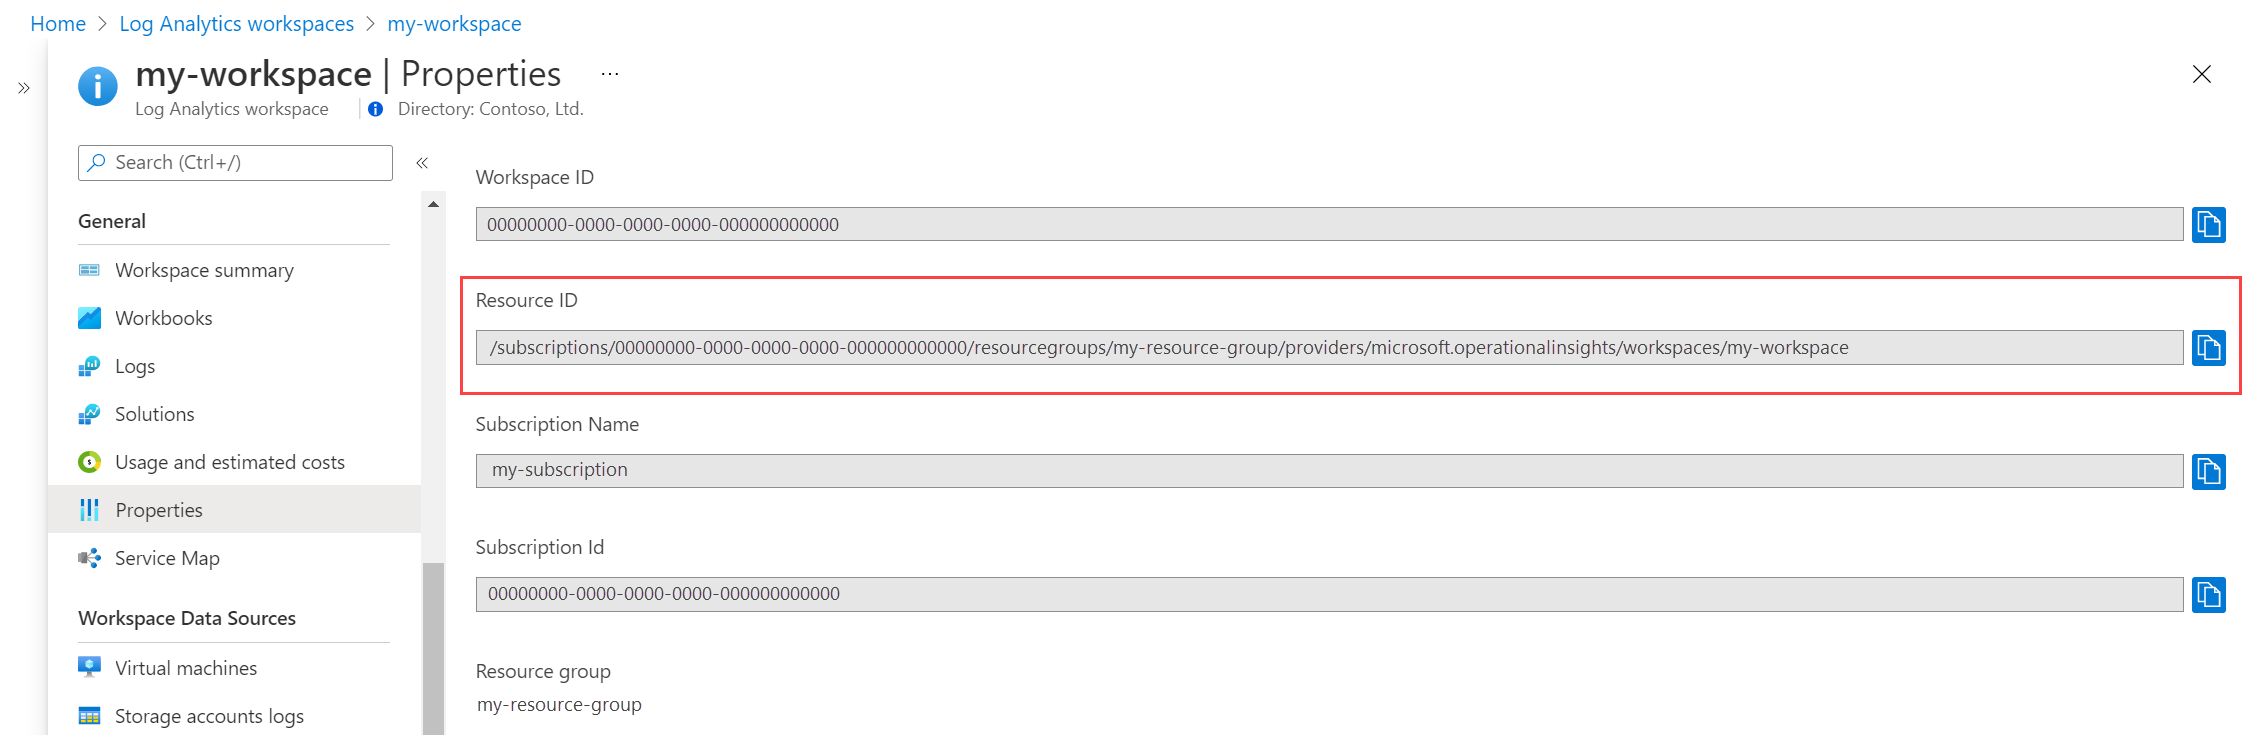 Home > Log Analytics workspaces > my-workspace
my-workspace | Properties ...
Log Analytics workspace | Directory: Contoso, Ltd.
Search (Ctrl+/)
General
Workspace summary
Workbooks
Logs
Solutions
Usage and estimated costs
Properties
Service Map
Workspace Data Sources
Virtual machines
Storage accounts logs
Workspace ID
00000000-0000-0000-0000-000000000000
Resource ID
/subscriptions/00000000-0000-0000-0000-000000000000/resourcegroups/my-resource-group/providers/microsoft.operationalinsights/workspaces/my-workspace
Subscription Name
my-subscription
Subscription Id
00000000-0000-0000-0000-000000000000
Resource group
my-resource-group